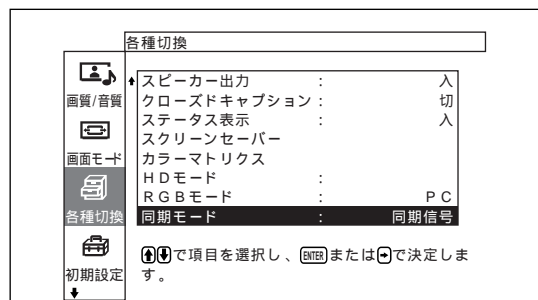 各種切換
画質/音質
画面モード
各種切換
初期設定
スピーカー出力 : 入
クローズドキャプション : 切
ステータス表示 : 入
スクリーンセーバー
カラーマトリクス
HDモード :
RGBモード : PC
同期モード : 同期信号
で項目を選択し、ENTERまたはで決定しま
す。